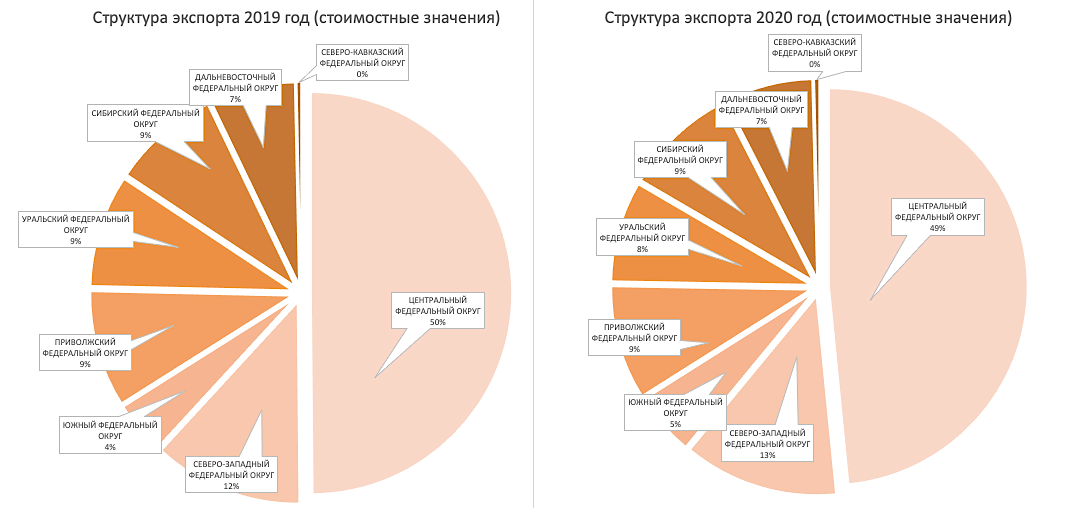 Структура экспорта 2019 год (стоимостные значения)
СЕВЕРО-КАВКАЗСКИЙ
ФЕДЕРАЛЬНЫЙ ОКРУГ
0%
ДАЛЬНЕВОСТОЧНЫЙ
ФЕДЕРАЛЬНЫЙ ОКРУГ
7%
СИБИРСКИЙ ФЕДЕРАЛЬНЫЙ
ОКРУГ
9%
УРАЛЬСКИЙ ФЕДЕРАЛЬНЫЙ
ОКРУГ
9%
ЦЕНТРАЛЬНЫЙ
ФЕДЕРАЛЬНЫЙ ОКРУГ
50%
ПРИВОЛЖСКИЙ
ФЕДЕРАЛЬНЫЙ ОКРУГ
9%
ЮЖНЫЙ ФЕДЕРАЛЬНЫЙ
ОКРУГ
4%
СЕВЕРО-ЗАПАДНЫЙ
ФЕДЕРАЛЬНЫЙ ОКРУГ
12%
Структура экспорта 2020 год (стоимостные значения)
СЕВЕРО-КАВКАЗСКИЙ
ФЕДЕРАЛЬНЫЙ ОКРУГ
0%
ДАЛЬНЕВОСТОЧНЫЙ
ФЕДЕРАЛЬНЫЙ ОКРУГ
7%
СИБИРСКИЙ
ФЕДЕРАЛЬНЫЙ ОКРУГ
9%
ЦЕНТРАЛЬНЫЙ
ФЕДЕРАЛЬНЫЙ ОКРУГ
49%
УРАЛЬСКИЙ
ФЕДЕРАЛЬНЫЙ ОКРУГ
8%
ПРИВОЛЖСКИЙ
ФЕДЕРАЛЬНЫЙ ОКРУГ
9%
ЮЖНЫЙ ФЕДЕРАЛЬНЫЙ
ОКРУГ
5%
СЕВЕРО-ЗАПАДНЫЙ
ФЕДЕРАЛЬНЫЙ ОКРУГ
13%